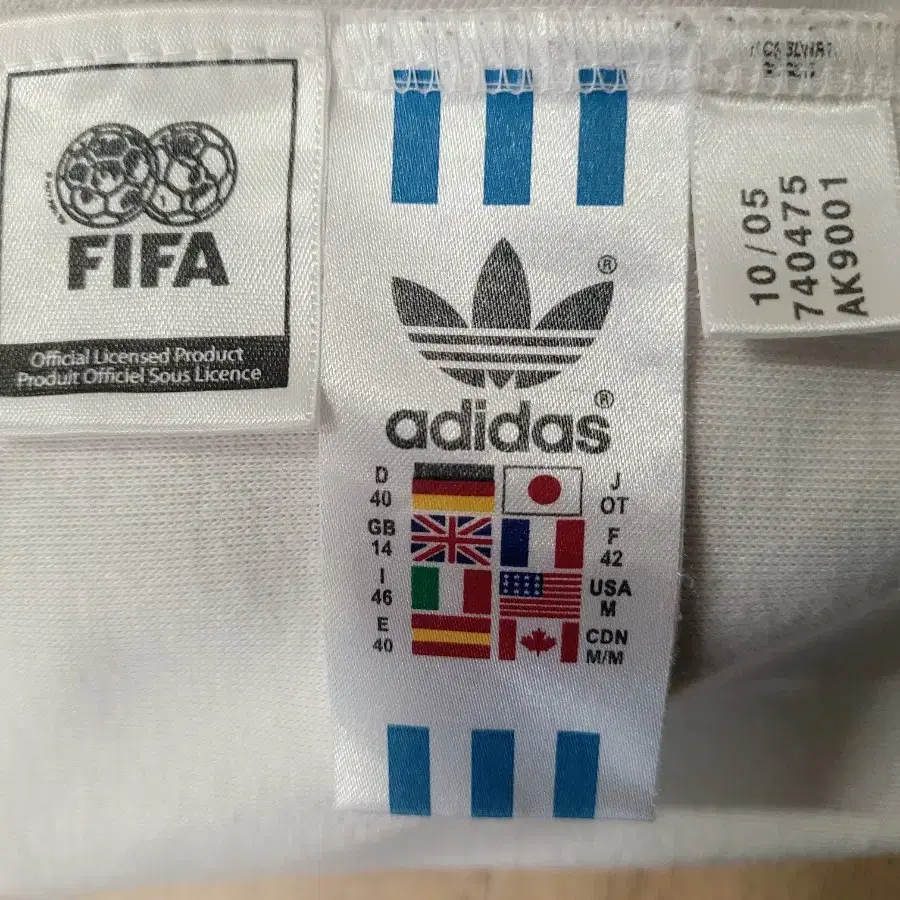 FIFA
Official Licensed Product
Produit Officiel Sous Licence
®
adidas®
D
40
J
OT
GB
14
F
42
I
46
USA
M
E
40
CDN
M/M
10/05
740475
AK9001